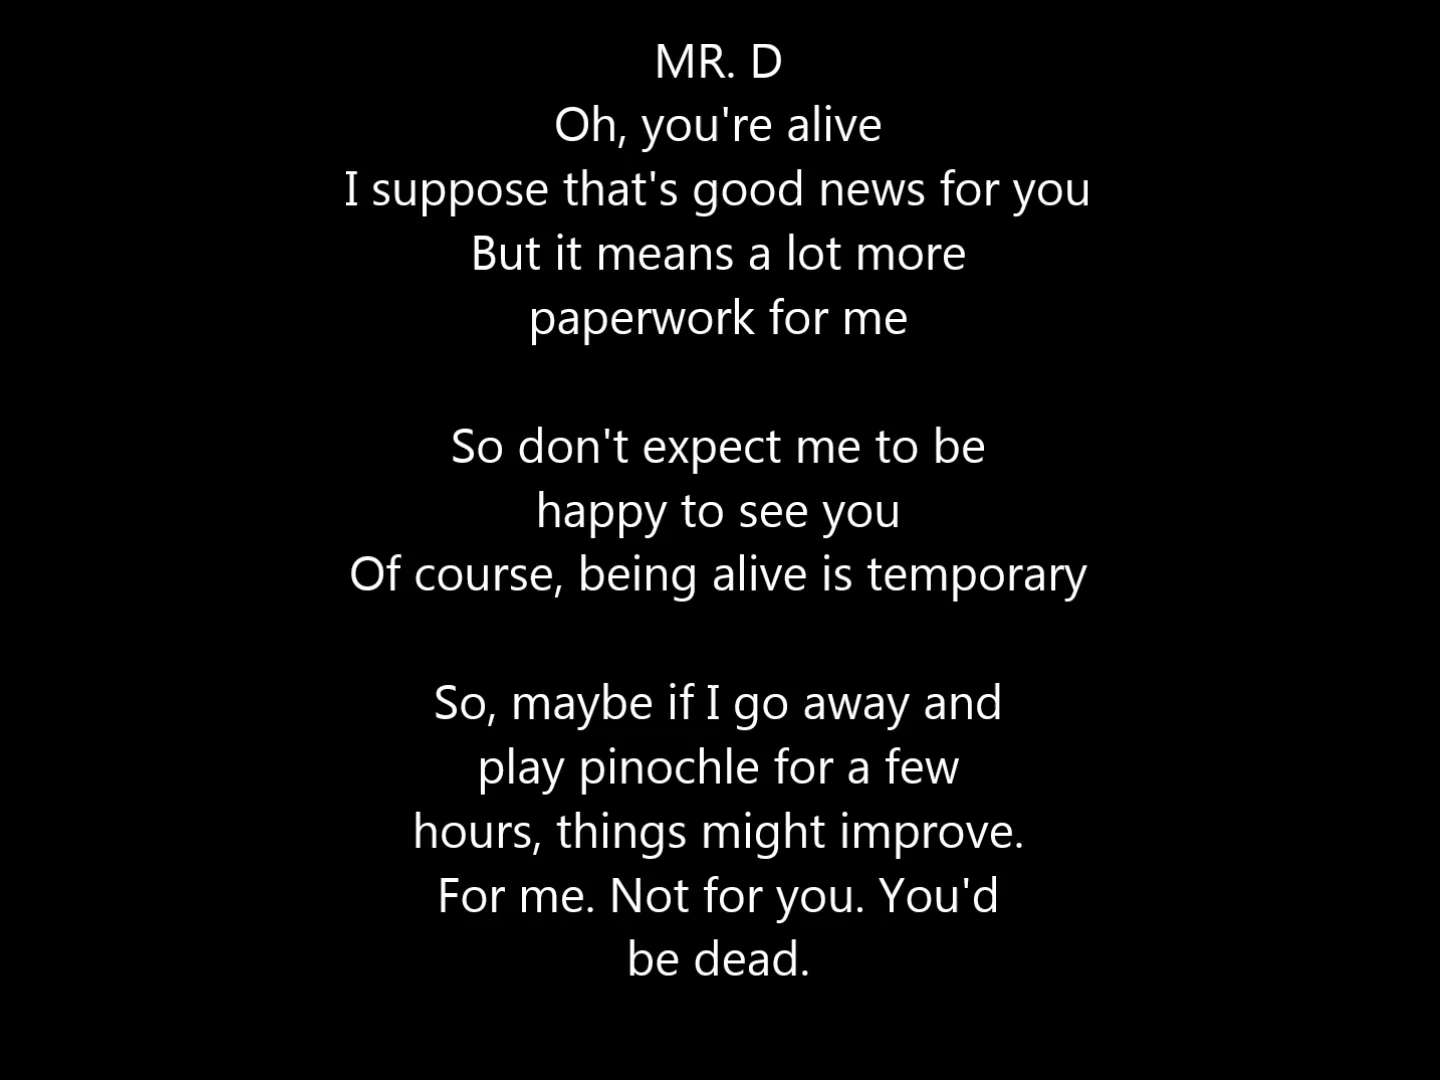 MR. D
Oh, you're alive
I suppose that's good news for you
But it means a lot more
paperwork for me
So don't expect me to be
happy to see you
Of course, being alive is temporary
So, maybe if I go away and
play pinochle for a few
hours, things might improve.
For me. Not for you. You'd
be dead.